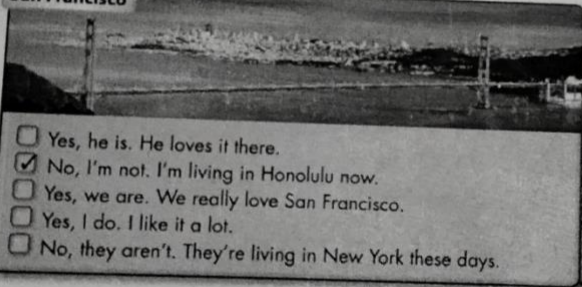 Yes, he is. He loves it there.
No, I'm not. I'm living in Honolulu now.
Yes, we are. We really love San Francisco.
Yes, I do. I like it a lot.
No, they aren't. They're living in New York these days.